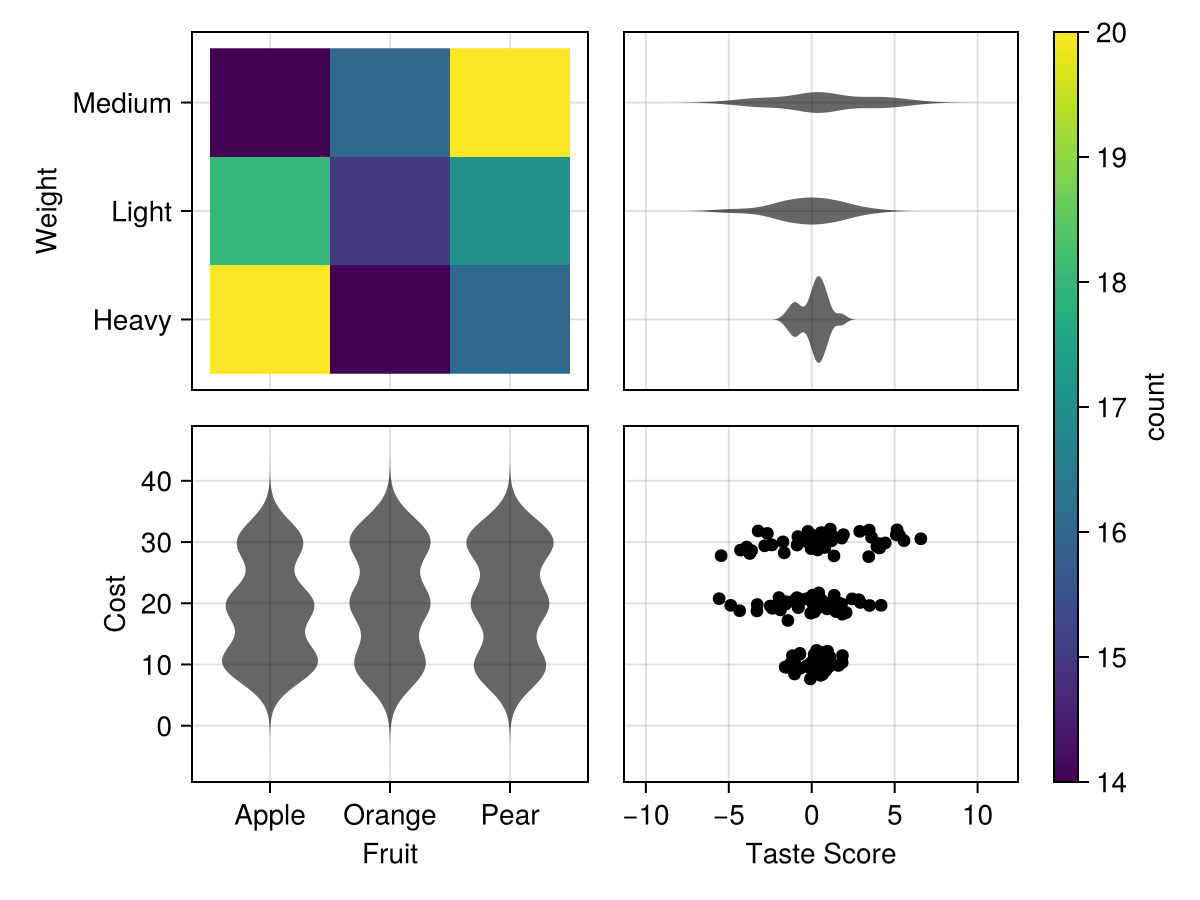 Weight
Medium
Light
Heavy
Cost
40
30
20
10
0
Apple Orange Pear
Fruit
−10 −5 0 5 10
Taste Score
20
19
18
17
16
15
14
count